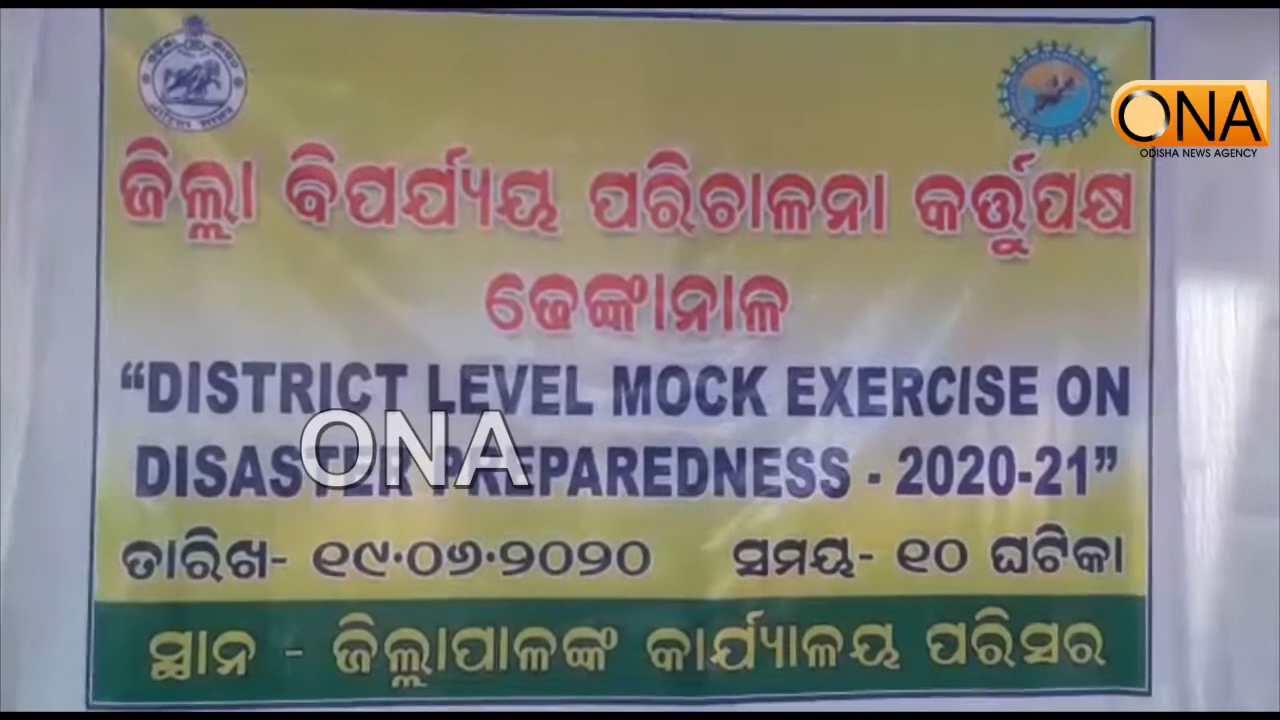 ONA
ODISHA NEWS AGENCY
ଜିଲ୍ଲା ବିପର୍ଯ୍ୟୟ ପରିଚାଳନା କର୍ତ୍ତୃପକ୍ଷ
ଢେଙ୍କାନାଳ
“DISTRICT LEVEL MOCK EXERCISE ON
DISASTER PREPAREDNESS - 2020-21”
ONA
ତାରିଖ- ୧୯·୦୬·୨୦୨୦ ସମୟ- ୧୦ ଘଟିକା
ସ୍ଥାନ - ଜିଲ୍ଲାପାଳଙ୍କ କାର୍ଯ୍ୟାଳୟ ପରିସର